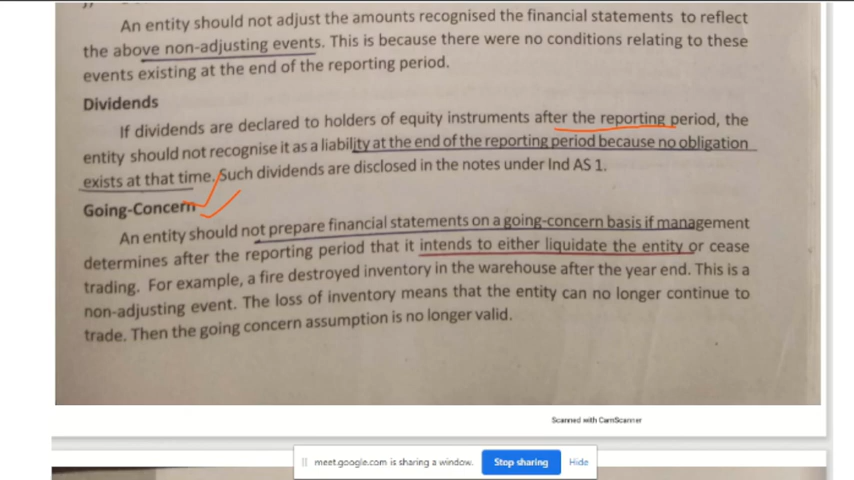 An entity should not adjust the amounts recognised the financial statements to reflect
the above non-adjusting events. This is because there were no conditions relating to these
events existing at the end of the reporting period.
Dividends
If dividends are declared to holders of equity instruments after the reporting period, the
entity should not recognise it as a liability at the end of the reporting period because no obligation
exists at that time. Such dividends are disclosed in the notes under Ind AS 1.
Going-Concern
An entity should not prepare financial statements on a going-concern basis if management
determines after the reporting period that it intends to either liquidate the entity or cease
trading. For example, a fire destroyed inventory in the warehouse after the year end. This is a
non-adjusting event. The loss of inventory means that the entity can no longer continue to
trade. Then the going concern assumption is no longer valid.
Scanned with CamScanner
meet.google.com is sharing a window.
Stop sharing
Hide